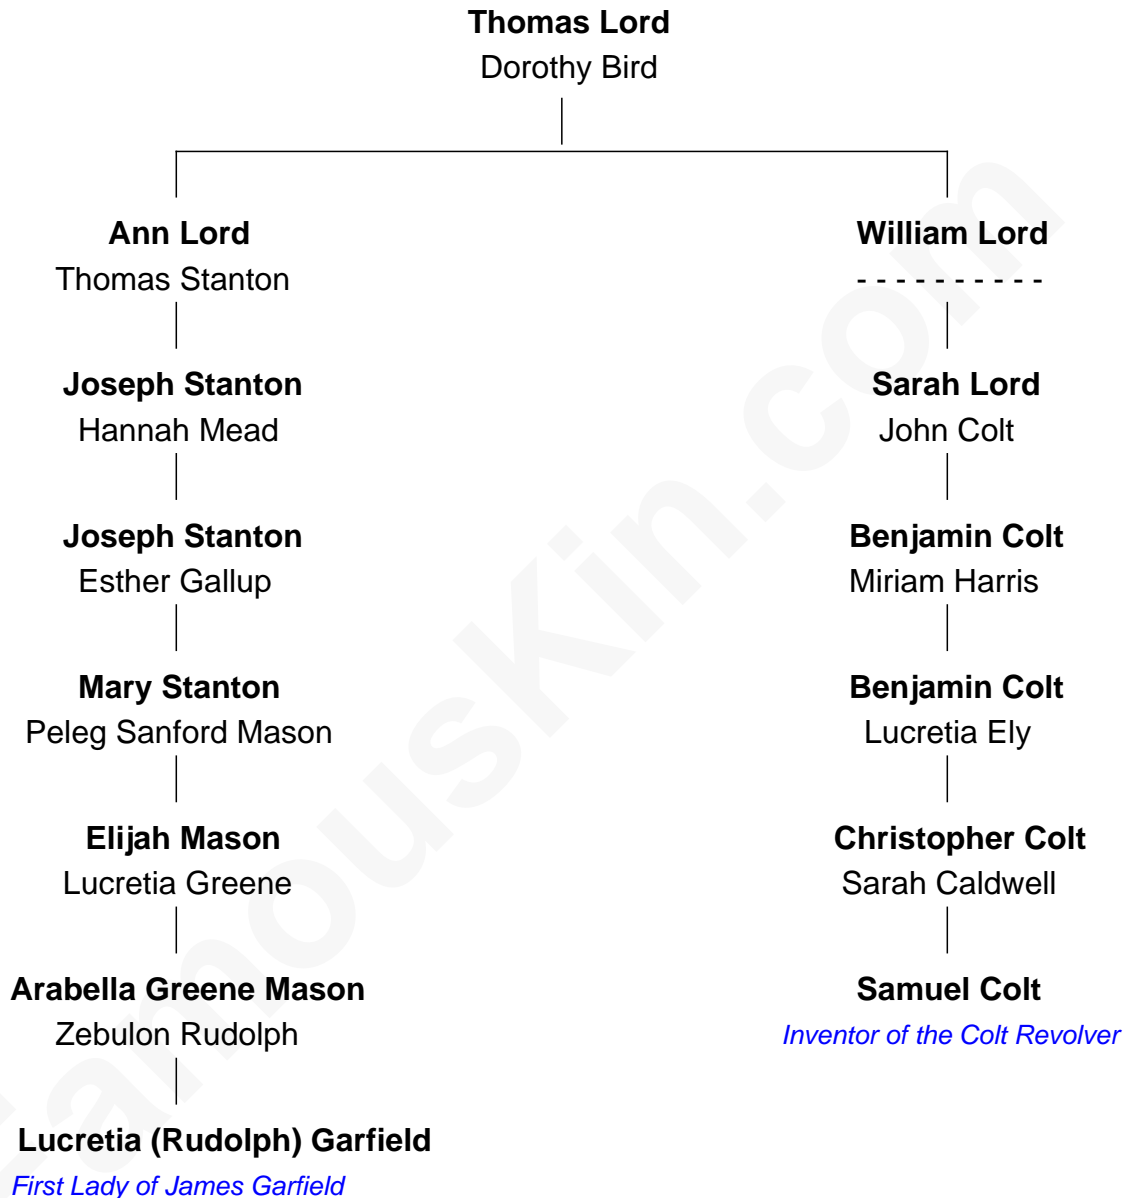 Thomas Lord
Dorothy Bird
Ann Lord
Thomas Stanton
William Lord
- - - - - - - - - -
Joseph Stanton
Hannah Mead
Sarah Lord
John Colt
Joseph Stanton
Esther Gallup
Benjamin Colt
Miriam Harris
Mary Stanton
Peleg Sanford Mason
Benjamin Colt
Lucretia Ely
Elijah Mason
Lucretia Greene
Christopher Colt
Sarah Caldwell
Arabella Greene Mason
Zebulon Rudolph
Samuel Colt
Inventor of the Colt Revolver
Lucretia (Rudolph) Garfield
First Lady of James Garfield
FamousKin.com